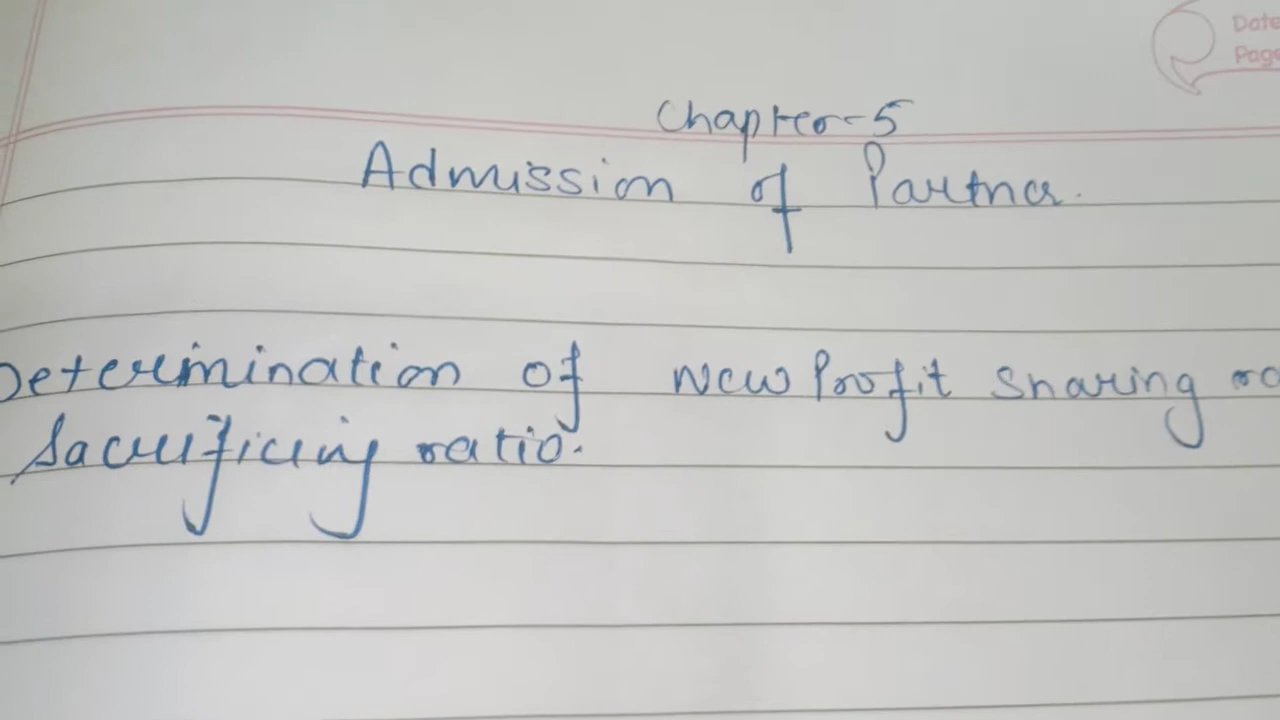 Date
Page
Chapter-5
Admission of Partner.
Determination of New Profit Sharing
Sacrificing ratio.